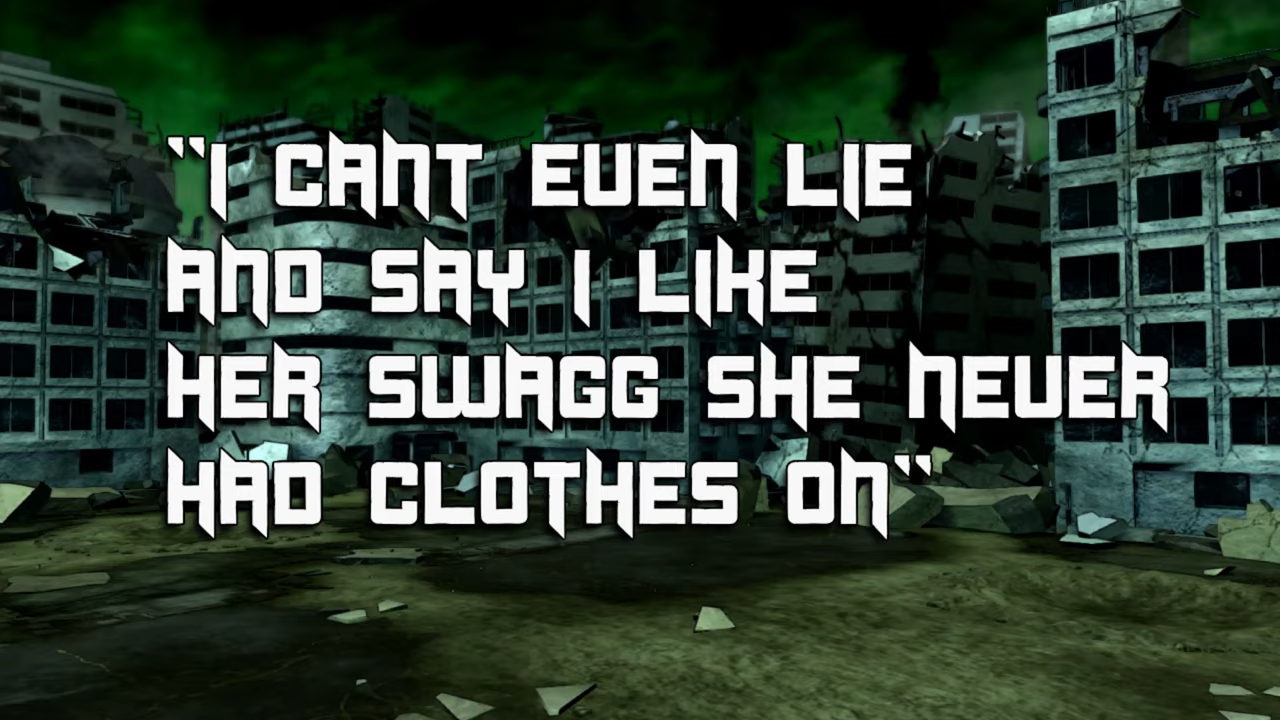 "I CANT EVEN LIE
AND SAY I LIKE
HER SWAGG SHE NEVER
HAD CLOTHES ON"